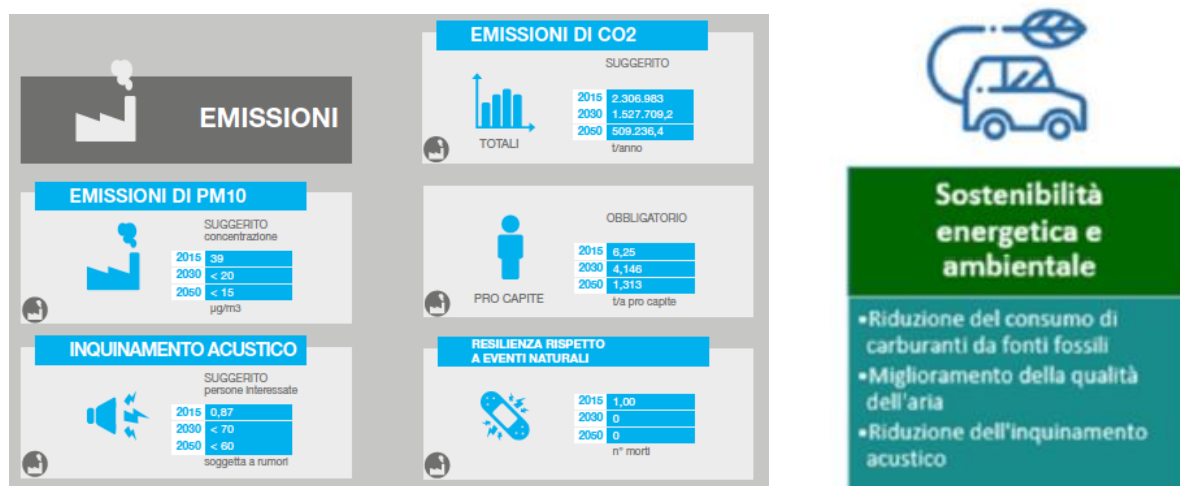 EMISSIONI
EMISSIONI DI PM10
SUGGERITO
concentrazione
2015 39
2030 < 20
2050 < 15
µg/m3
INQUINAMENTO ACUSTICO
SUGGERITO
persone interessate
2015 0,87
2030 < 70
2050 < 60
soggetta a rumori
EMISSIONI DI CO2
SUGGERITO
2015 2.306.983
2030 1.527.709,2
2050 509.236,4
TOTALI
t/anno
OBBLIGATORIO
2015 6,25
2030 4,146
2050 1,313
PRO CAPITE
t/a pro capite
RESILIENZA RISPETTO
A EVENTI NATURALI
2015 1,00
2030 0
2050 0
n° morti
Sostenibilità
energetica e
ambientale
•Riduzione del consumo di
carburanti da fonti fossili
•Miglioramento della qualità
dell'aria
•Riduzione dell'inquinamento
acustico